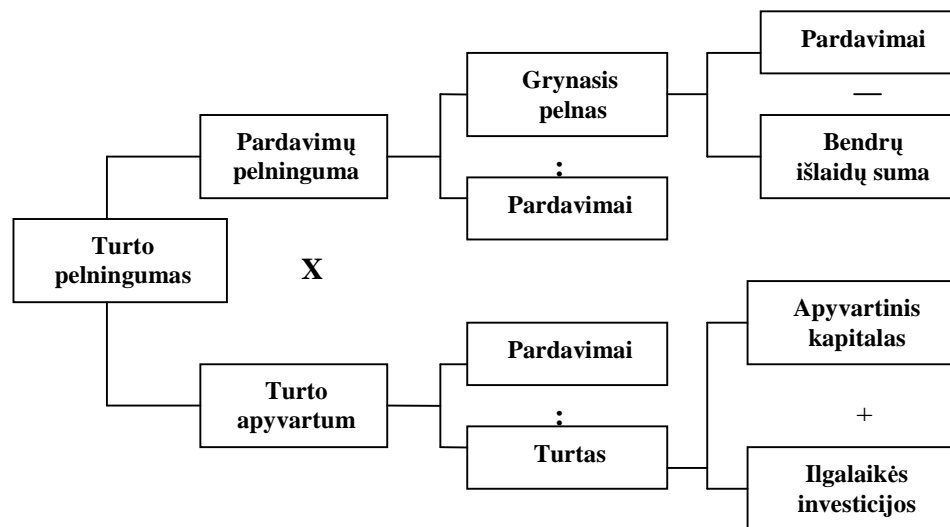 Pardavimai
Grynasis
pelnas
—
Pardavimų
pelninguma
Bendrų
išlaidų suma
:
Pardavimai
Turto
pelningumas
X
Apyvartinis
kapitalas
Pardavimai
Turto
apyvartum
:
+
Turtas
Ilgalaikės
investicijos